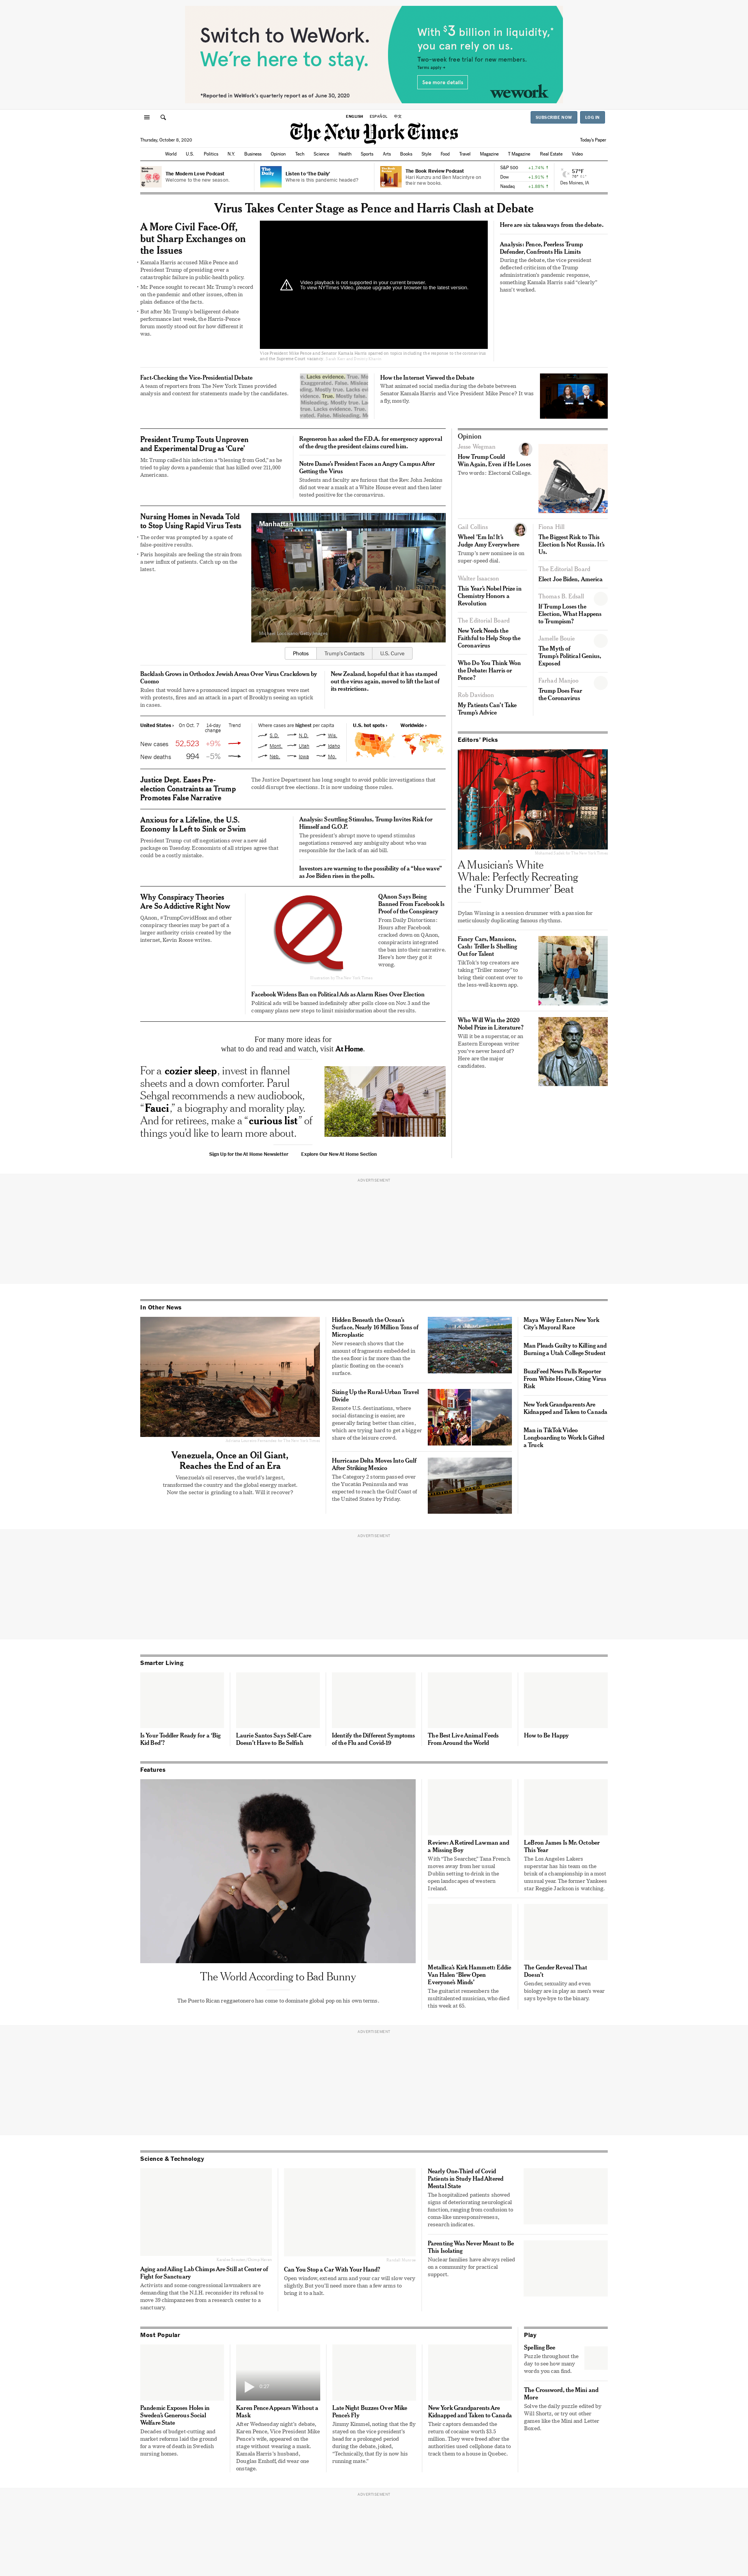 Switch to WeWork.
We're here to stay.
*Reported in WeWork's quarterly report as of June 30, 2020
With $3 billion in liquidity,*
you can rely on us.
Two-week free trial for new members.
Terms apply
See more details
wework
ENGLISH ESPAÑOL 中文
SUBSCRIBE NOW LOG IN
The New York Times
Thursday, October 8, 2020
Today's Paper
World U.S. Politics N.Y. Business Opinion Tech Science Health Sports Arts Books Style Food Travel Magazine T Magazine Real Estate Video
The Modern Love Podcast
Welcome to the new season.
The Daily
Listen to 'The Daily'
Where is this pandemic headed?
The Book Review Podcast
Hari Kunzru and Ben Macintyre on
their new books.
S&P 500 +1.74% ↑
Dow +1.91% ↑
Nasdaq +1.88% ↑
57°F
Des Moines, IA
Virus Takes Center Stage as Pence and Harris Clash at Debate
A More Civil Face-Off,
but Sharp Exchanges on
the Issues
Kamala Harris accused Mike Pence and
President Trump of presiding over a
catastrophic failure in public-health policy.
Mr. Pence sought to recast Mr. Trump's record
on the pandemic and other issues, often in
plain defiance of the facts.
But after Mr. Trump's belligerent debate
performance last week, the Harris-Pence
forum mostly stood out for how different it
was.
Video playback is not supported in your current browser.
To view NYTimes Video, please upgrade your browser to the latest version.
Vice President Mike Pence and Senator Kamala Harris sparred on topics including the response to the coronavirus
and the Supreme Court vacancy.
Here are six takeaways from the debate.
Analysis: Pence, Peerless Trump
Defender, Confronts His Limits
During the debate, the vice president
deflected criticism of the Trump
administration's pandemic response,
something Kamala Harris said "clearly"
hasn't worked.
Fact-Checking the Vice-Presidential Debate
A team of reporters from The New York Times provided
analysis and context for statements made by the candidates.
How the Internet Viewed the Debate
What animated social media during the debate between
Senator Kamala Harris and Vice President Mike Pence? It was
a fly, mostly.
President Trump Touts Unproven
and Experimental Drug as 'Cure'
Mr. Trump called his infection a "blessing from God," as he
tried to play down a pandemic that has killed over 211,000
Americans.
Regeneron has asked the F.D.A. for emergency approval
of the drug the president claims cured him.
Notre Dame's President Faces an Angry Campus After
Getting the Virus
Students and faculty are furious that the Rev. John Jenkins
did not wear a mask at a White House event and then later
tested positive for the coronavirus.
Nursing Homes in Nevada Told
to Stop Using Rapid Virus Tests
The order was prompted by a spate of
false-positive results.
Paris hospitals are feeling the strain from
a new influx of patients. Catch up on the
latest.
Manhattan
Photos Trump's Contacts U.S. Curve
Backlash Grows in Orthodox Jewish Areas Over Virus Crackdown by
Cuomo
Rules that would have a pronounced impact on synagogues were met
with protests, fires and an attack in a part of Brooklyn seeing an uptick
in cases.
New Zealand, hopeful that it has stamped
out the virus again, moved to lift the last of
its restrictions.
United States › On Oct. 7 14-day change Trend
New cases 52,523 +9%
New deaths 994 –5%
Where cases are highest per capita
S.D. N.D. Wis.
Mont. Utah Idaho
Neb. Iowa Mo.
U.S. hot spots ›
Worldwide ›
Justice Dept. Eases Pre-
election Constraints as Trump
Promotes False Narrative
The Justice Department has long sought to avoid public investigations that
could disrupt free elections. It is now undoing those rules.
Anxious for a Lifeline, the U.S.
Economy Is Left to Sink or Swim
President Trump cut off negotiations over a new aid
package on Tuesday. Economists of all stripes agree that
could be a costly mistake.
Analysis: Scuttling Stimulus, Trump Invites Risk for
Himself and G.O.P.
The president's abrupt move to upend stimulus
negotiations removed any ambiguity about who was
responsible for the lack of an aid bill.
Investors are warming to the possibility of a "blue wave"
as Joe Biden rises in the polls.
Why Conspiracy Theories
Are So Addictive Right Now
QAnon, #TrumpCovidHoax and other
conspiracy theories may be part of a
larger authority crisis created by the
internet, Kevin Roose writes.
QAnon Says Being
Banned From Facebook Is
Proof of the Conspiracy
From Daily Distortions:
Hours after Facebook
cracked down on QAnon,
conspiracists integrated
the ban into their narrative.
Here's how they got it
wrong.
Facebook Widens Ban on Political Ads as Alarm Rises Over Election
Political ads will be banned indefinitely after polls close on Nov. 3 and the
company plans new steps to limit misinformation about the results.
For many more ideas for
what to do and read and watch, visit At Home.
For a cozier sleep, invest in flannel
sheets and a down comforter. Parul
Sehgal recommends a new audiobook,
"Fauci," a biography and morality play.
And for retirees, make a "curious list" of
things you'd like to learn more about.
Sign Up for the At Home Newsletter Explore Our New At Home Section
Opinion
Jesse Wegman
How Trump Could
Win Again, Even if He Loses
Two words: Electoral College.
Gail Collins
Wheel 'Em In! It's
Judge Amy Everywhere
Trump's new nominee is on
super-speed dial.
Walter Isaacson
This Year's Nobel Prize in
Chemistry Honors a
Revolution
The Editorial Board
New York Needs the
Faithful to Help Stop the
Coronavirus
Who Do You Think Won
the Debate: Harris or
Pence?
Rob Davidson
My Patients Can't Take
Trump's Advice
Fiona Hill
The Biggest Risk to This
Election Is Not Russia. It's
Us.
The Editorial Board
Elect Joe Biden, America
Thomas B. Edsall
If Trump Loses the
Election, What Happens
to Trumpism?
Jamelle Bouie
The Myth of
Trump's Political Genius,
Exposed
Farhad Manjoo
Trump Does Fear
the Coronavirus
Editors' Picks
A Musician's White
Whale: Perfectly Recreating
the 'Funky Drummer' Beat
Dylan Wissing is a session drummer with a passion for
meticulously duplicating famous rhythms.
Fancy Cars, Mansions,
Cash: Triller Is Shelling
Out for Talent
TikTok's top creators are
taking "Triller money" to
bring their content over to
the less-well-known app.
Who Will Win the 2020
Nobel Prize in Literature?
Will it be a superstar, or an
Eastern European writer
you've never heard of?
Here are the major
candidates.
ADVERTISEMENT
In Other News
Venezuela, Once an Oil Giant,
Reaches the End of an Era
Venezuela's oil reserves, the world's largest,
transformed the country and the global energy market.
Now the sector is grinding to a halt. Will it recover?
Hidden Beneath the Ocean's
Surface, Nearly 16 Million Tons of
Microplastic
New research shows that the
amount of fragments embedded in
the sea floor is far more than the
plastic floating on the ocean's
surface.
Sizing Up the Rural-Urban Travel
Divide
Remote U.S. destinations, where
social distancing is easier, are
generally faring better than cities,
which are trying hard to get a bigger
share of the leisure crowd.
Hurricane Delta Moves Into Gulf
After Striking Mexico
The Category 2 storm passed over
the Yucatán Peninsula and was
expected to reach the Gulf Coast of
the United States by Friday.
Maya Wiley Enters New York
City's Mayoral Race
Man Pleads Guilty to Killing and
Burning a Utah College Student
BuzzFeed News Pulls Reporter
From White House, Citing Virus
Risk
New York Grandparents Are
Kidnapped and Taken to Canada
Man in TikTok Video
Longboarding to Work Is Gifted
a Truck
ADVERTISEMENT
Smarter Living
Is Your Toddler Ready for a 'Big
Kid Bed'?
Laurie Santos Says Self-Care
Doesn't Have to Be Selfish
Identify the Different Symptoms
of the Flu and Covid-19
The Best Live Animal Feeds
From Around the World
How to Be Happy
Features
The World According to Bad Bunny
The Puerto Rican reggaetonero has come to dominate global pop on his own terms.
Review: A Retired Lawman and
a Missing Boy
With "The Searcher," Tana French
moves away from her usual
Dublin setting to drink in the
open landscapes of western
Ireland.
LeBron James Is Mr. October
This Year
The Los Angeles Lakers
superstar has his team on the
brink of a championship in a most
unusual year. The former Yankees
star Reggie Jackson is watching.
Metallica's Kirk Hammett: Eddie
Van Halen 'Blew Open
Everyone's Minds'
The guitarist remembers the
multitalented musician, who died
this week at 65.
The Gender Reveal That
Doesn't
Gender, sexuality and even
biology are in play as men's wear
says bye-bye to the binary.
ADVERTISEMENT
Science & Technology
Aging and Ailing Lab Chimps Are Still at Center of
Fight for Sanctuary
Activists and some congressional lawmakers are
demanding that the N.I.H. reconsider its refusal to
move 39 chimpanzees from a research center to a
sanctuary.
Can You Stop a Car With Your Hand?
Open window, extend arm and your car will slow very
slightly. But you'll need more than a few arms to
bring it to a halt.
Nearly One-Third of Covid
Patients in Study Had Altered
Mental State
The hospitalized patients showed
signs of deteriorating neurological
function, ranging from confusion to
coma-like unresponsiveness,
research indicates.
Parenting Was Never Meant to Be
This Isolating
Nuclear families have always relied
on a community for practical
support.
Most Popular
Pandemic Exposes Holes in
Sweden's Generous Social
Welfare State
Decades of budget-cutting and
market reforms laid the ground
for a wave of death in Swedish
nursing homes.
0:27
Karen Pence Appears Without a
Mask
After Wednesday night's debate,
Karen Pence, Vice President Mike
Pence's wife, appeared on the
stage without wearing a mask.
Kamala Harris's husband,
Douglas Emhoff, did wear one
onstage.
Late Night Buzzes Over Mike
Pence's Fly
Jimmy Kimmel, noting that the fly
stayed on the vice president's
head for a prolonged period
during the debate, joked,
"Technically, that fly is now his
running mate."
New York Grandparents Are
Kidnapped and Taken to Canada
Their captors demanded the
return of cocaine worth $3.5
million. They were freed after the
authorities used cellphone data to
track them to a house in Quebec.
Play
Spelling Bee
Puzzle throughout the
day to see how many
words you can find.
The Crossword, the Mini and
More
Solve the daily puzzle edited by
Will Shortz, or try out other
games like the Mini and Letter
Boxed.
ADVERTISEMENT